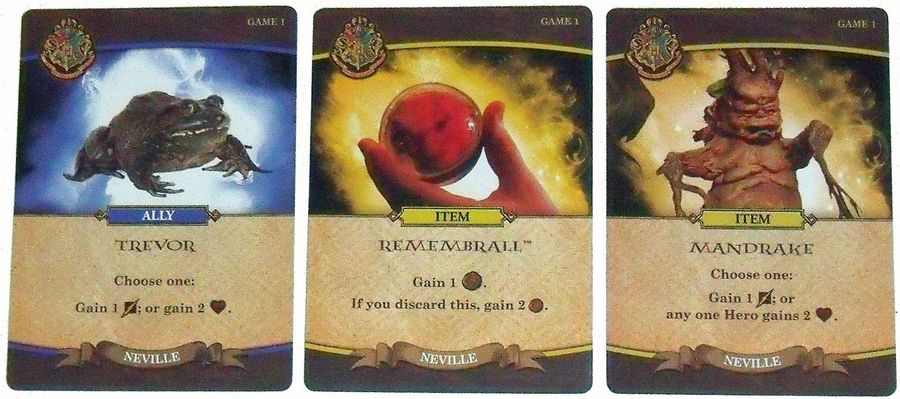 GAME 1
ALLY
TREVOR
Choose one:
Gain 1 ; or gain 2 .
NEVILLE
GAME 1
ITEM
REMEMBRALL™
Gain 1 .
If you discard this, gain 2 .
NEVILLE
GAME 1
ITEM
MANDRAKE
Choose one:
Gain 1 ; or
any one Hero gains 2 .
NEVILLE